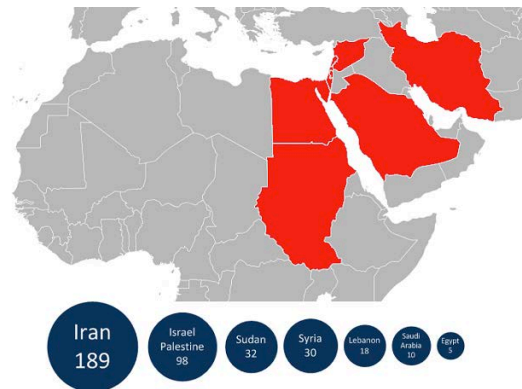 Iran
189
Israel
Palestine
98
Sudan
32
Syria
30
Lebanon
18
Saudi
Arabia
10
Egypt
5